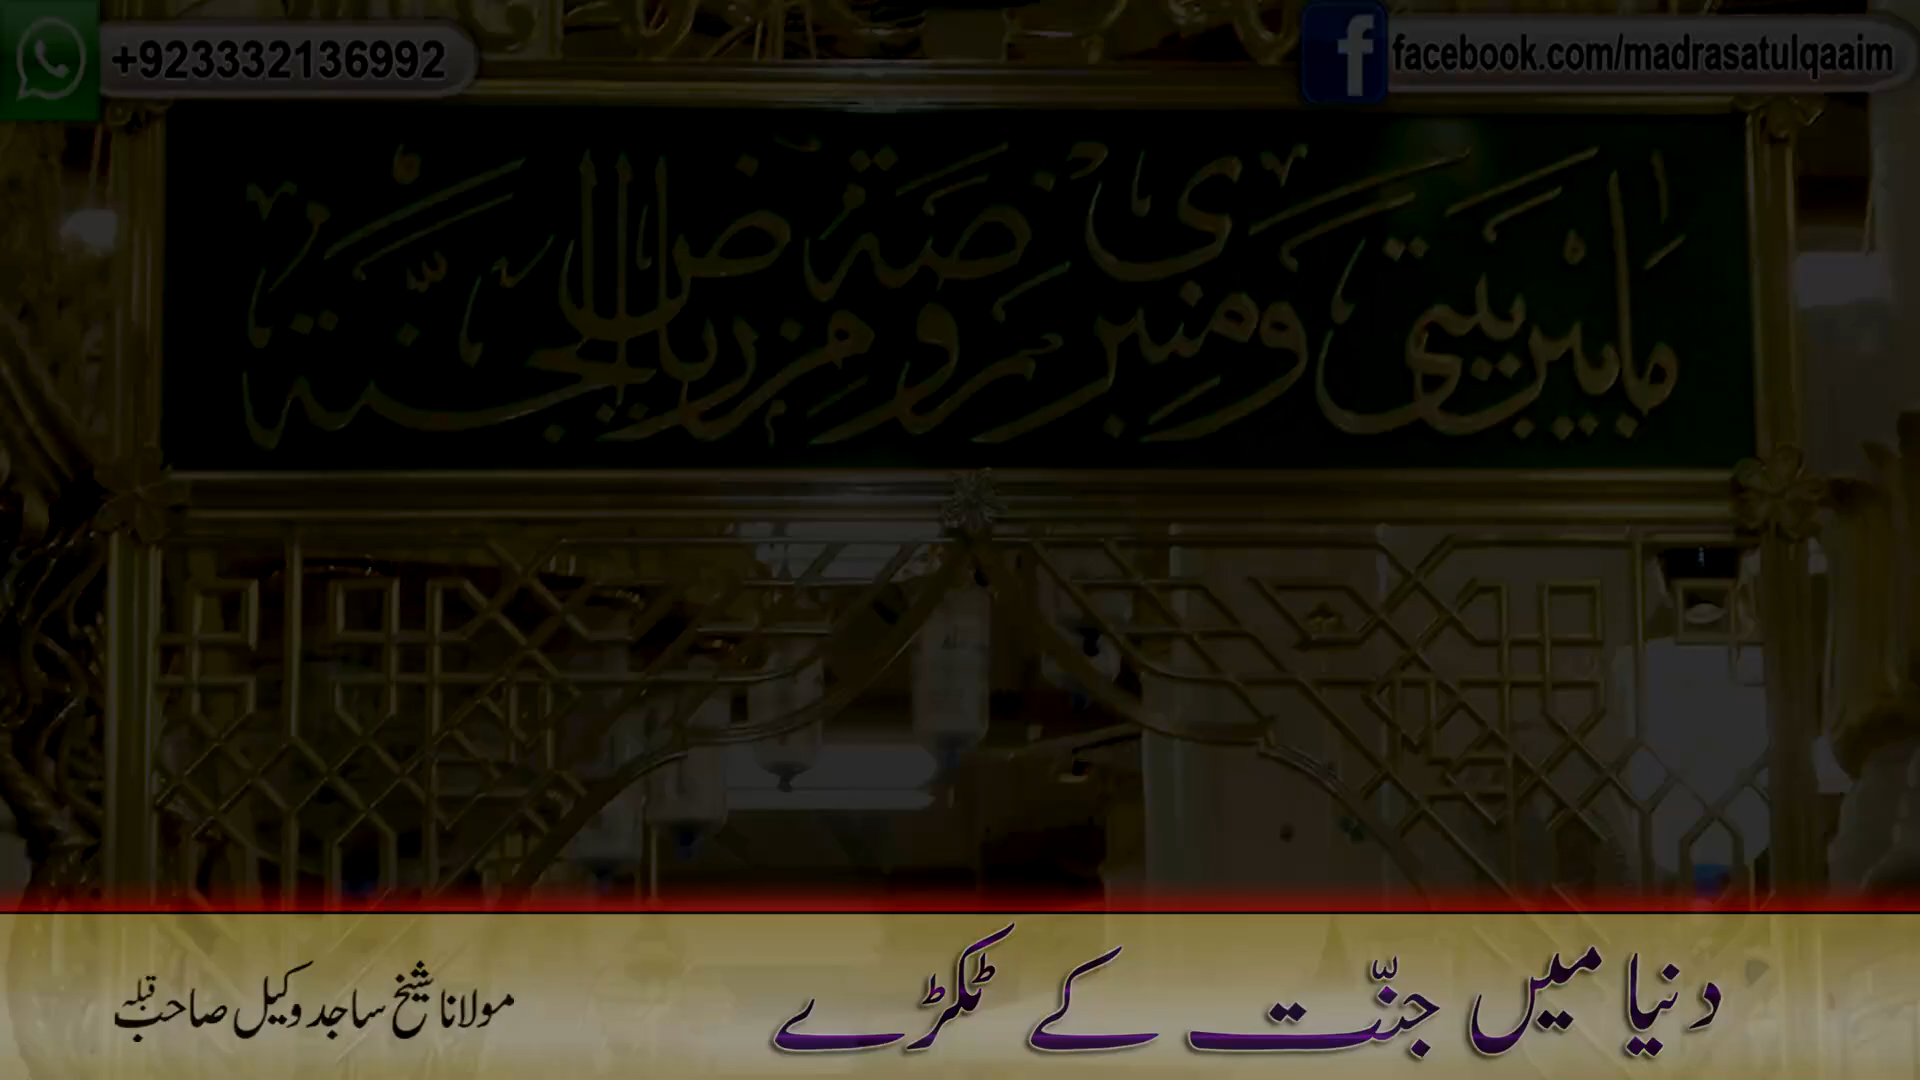 +923332136992
facebook.com/madrasatulqaaim
ما بين بيتي ومنبري روضة من رياض الجنة
دنیا میں جنّت کے ٹکڑے
مولانا شیخ ساجد وکیل صاحب قبلہ